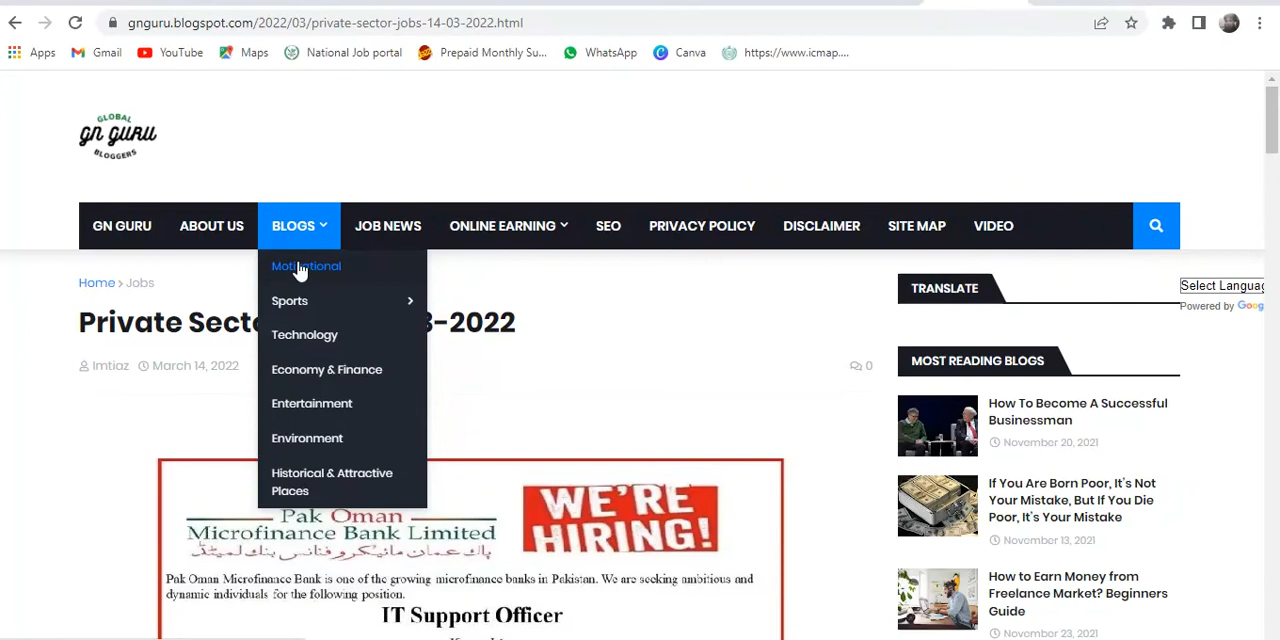 gnguru.blogspot.com/2022/03/private-sector-jobs-14-03-2022.html
Apps Gmail YouTube Maps National Job portal Prepaid Monthly Su... WhatsApp Canva https://www.icmap....
GLOBAL
gn guru
BLOGGERS
GN GURU ABOUT US BLOGS JOB NEWS ONLINE EARNING SEO PRIVACY POLICY DISCLAIMER SITE MAP VIDEO
Motivational
Sports
Technology
Economy & Finance
Entertainment
Environment
Historical & Attractive
Places
Home > Jobs
Private Sect 3-2022
Imtiaz March 14, 2022 0
Pak Oman
Microfinance Bank Limited
پاک عمان مائیکرو فنانس بنک لمیٹڈ
WE'RE
HIRING!
Pak Oman Microfinance Bank is one of the growing microfinance banks in Pakistan. We are seeking ambitious and
dynamic individuals for the following position.
IT Support Officer
TRANSLATE
Select Languag
Powered by Goog
MOST READING BLOGS
How To Become A Successful
Businessman
November 20, 2021
If You Are Born Poor, It's Not
Your Mistake, But If You Die
Poor, It's Your Mistake
November 13, 2021
How to Earn Money from
Freelance Market? Beginners
Guide
November 23, 2021